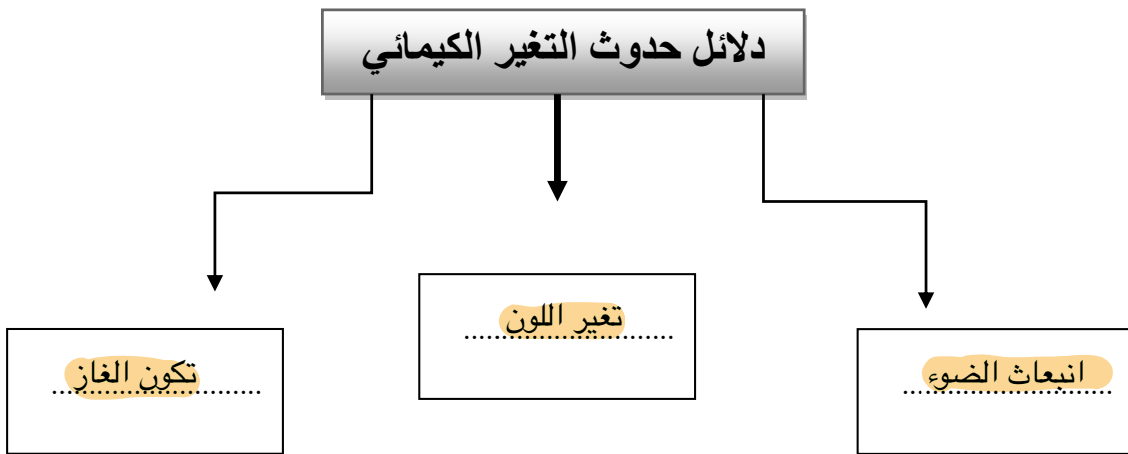 دلائل حدوث التغير الكيمائي
انبعاث الضوء
تغير اللون
تكون الغاز